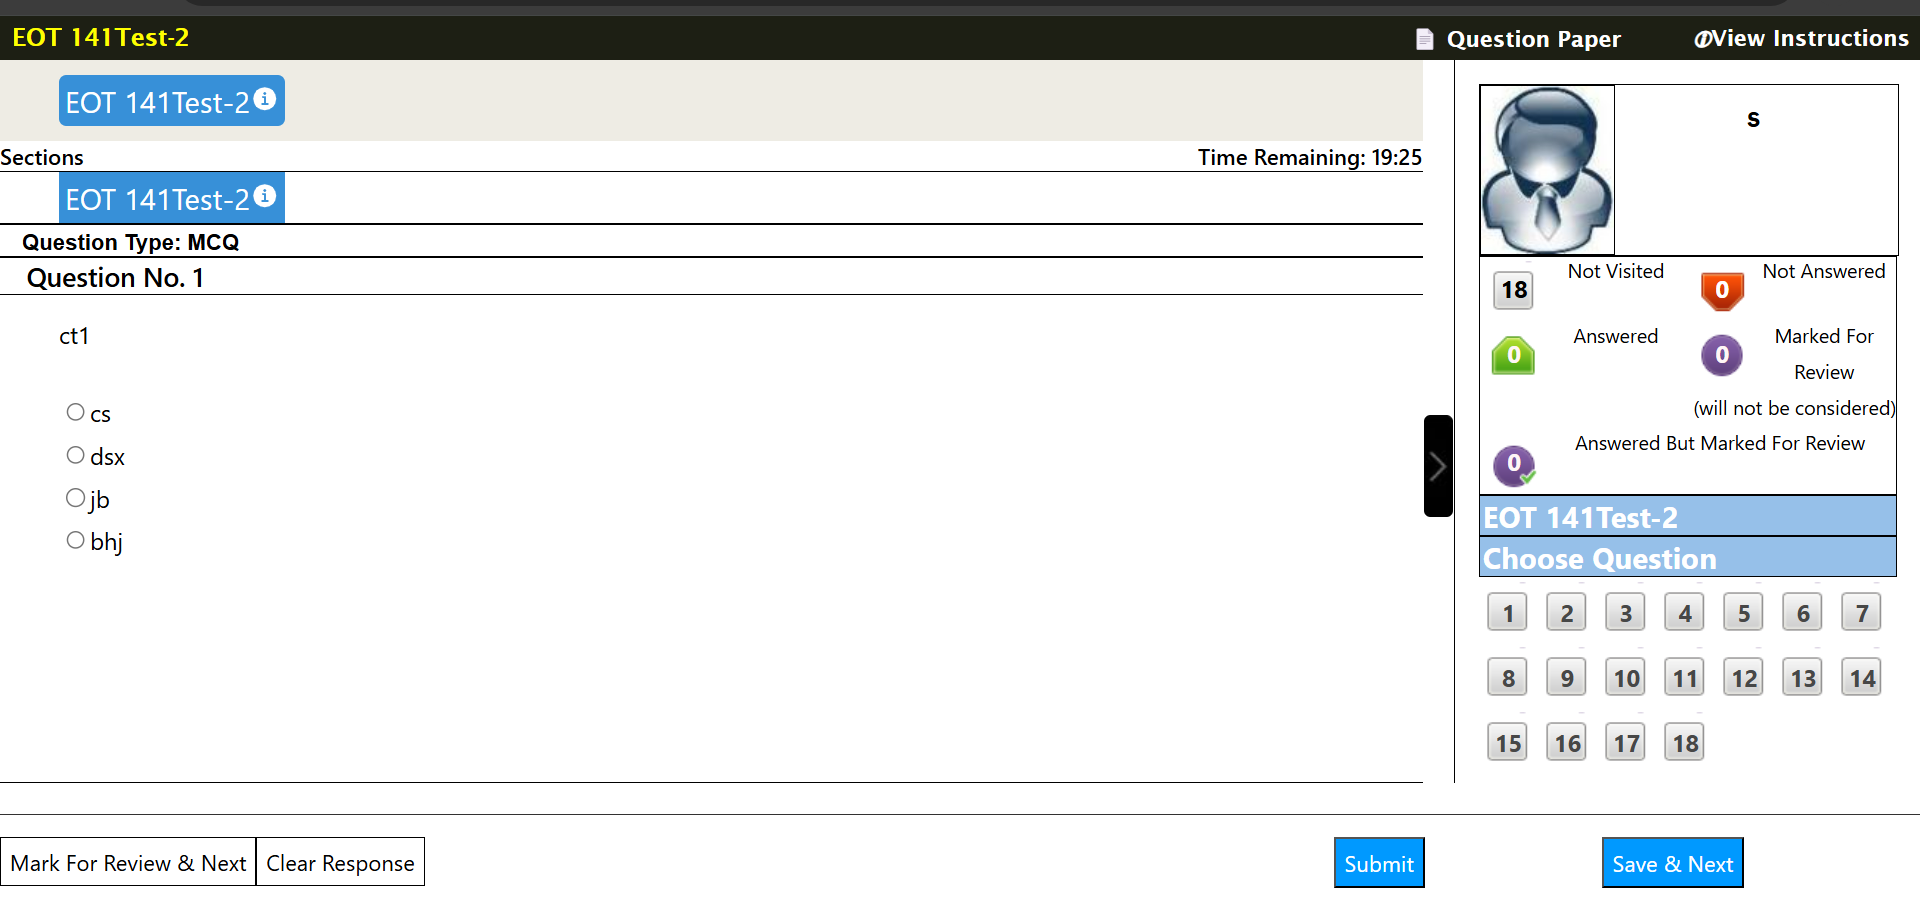 EOT 141Test-2
Question Paper
View Instructions
EOT 141Test-2
Sections
Time Remaining: 19:25
EOT 141Test-2
Question Type: MCQ
Question No. 1
ct1
cs
dsx
jb
bhj
Mark For Review & Next
Clear Response
Submit
s
18 Not Visited
0 Not Answered
0 Answered
0 Marked For
Review
(will not be considered)
0 Answered But Marked For Review
EOT 141Test-2
Choose Question
1 2 3 4 5 6 7
8 9 10 11 12 13 14
15 16 17 18
Save & Next